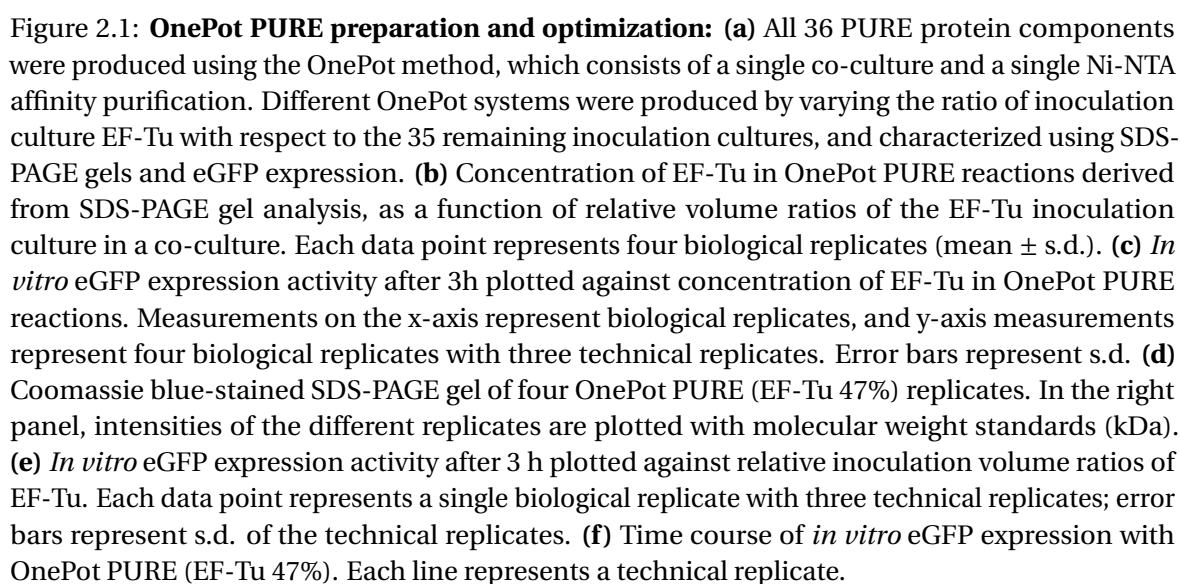 Figure 2.1: OnePot PURE preparation and optimization: (a) All 36 PURE protein components
were produced using the OnePot method, which consists of a single co-culture and a single Ni-NTA
affinity purification. Different OnePot systems were produced by varying the ratio of inoculation
culture EF-Tu with respect to the 35 remaining inoculation cultures, and characterized using SDS-
PAGE gels and eGFP expression. (b) Concentration of EF-Tu in OnePot PURE reactions derived
from SDS-PAGE gel analysis, as a function of relative volume ratios of the EF-Tu inoculation
culture in a co-culture. Each data point represents four biological replicates (mean ± s.d.). (c) In
vitro eGFP expression activity after 3h plotted against concentration of EF-Tu in OnePot PURE
reactions. Measurements on the x-axis represent biological replicates, and y-axis measurements
represent four biological replicates with three technical replicates. Error bars represent s.d. (d)
Coomassie blue-stained SDS-PAGE gel of four OnePot PURE (EF-Tu 47%) replicates. In the right
panel, intensities of the different replicates are plotted with molecular weight standards (kDa).
(e) In vitro eGFP expression activity after 3 h plotted against relative inoculation volume ratios of
EF-Tu. Each data point represents a single biological replicate with three technical replicates; error
bars represent s.d. of the technical replicates. (f) Time course of in vitro eGFP expression with
OnePot PURE (EF-Tu 47%). Each line represents a technical replicate.